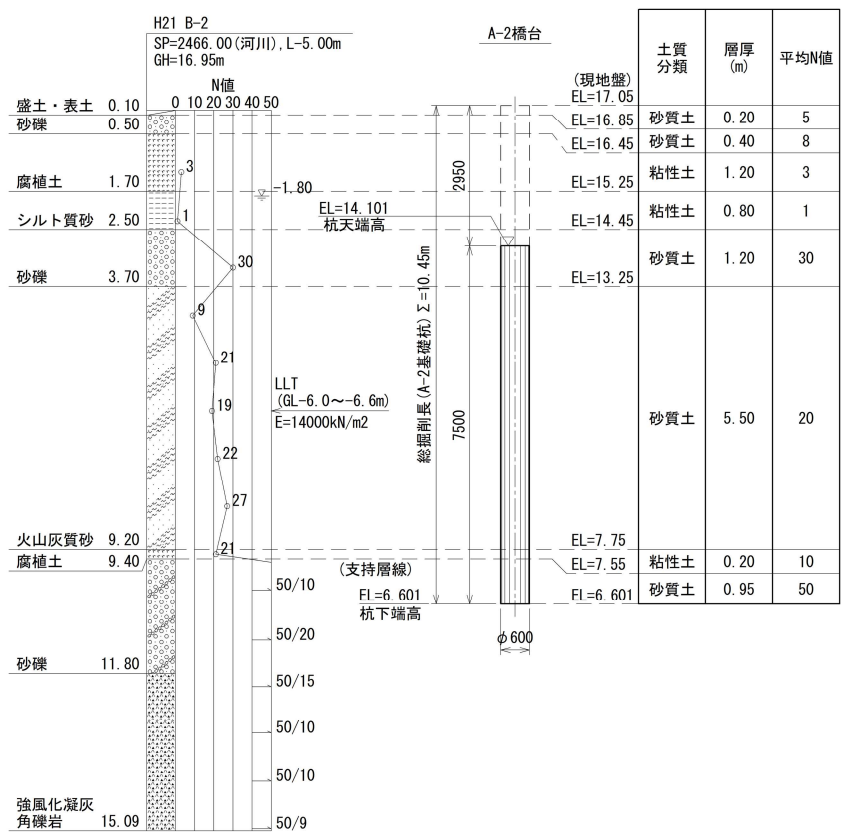 H21 B-2
SP=2466.00(河川),L-5.00m
GH=16.95m
N値
0 10 20 30 40 50
盛土・表土 0.10
砂礫 0.50
腐植土 1.70
シルト質砂 2.50
砂礫 3.70
火山灰質砂 9.20
腐植土 9.40
砂礫 11.80
強風化凝灰
角礫岩 15.09
3
1
30
9
21
19
22
27
21
50/10
50/20
50/15
50/10
50/10
50/9
-1.80
LLT
(GL-6.0～-6.6m)
E=14000kN/m2
A-2橋台
EL=14.101
杭天端高
総掘削長(A-2基礎杭)Σ=10.45m
2950
7500
(支持層線)
EL=6.601
杭下端高
φ600
(現地盤)
EL=17.05
EL=16.85
EL=16.45
EL=15.25
EL=14.45
EL=13.25
EL=7.75
EL=7.55
EL=6.601
土質
分類
層厚
(m)
平均N値
砂質土 0.20 5
砂質土 0.40 8
粘性土 1.20 3
粘性土 0.80 1
砂質土 1.20 30
砂質土 5.50 20
粘性土 0.20 10
砂質土 0.95 50